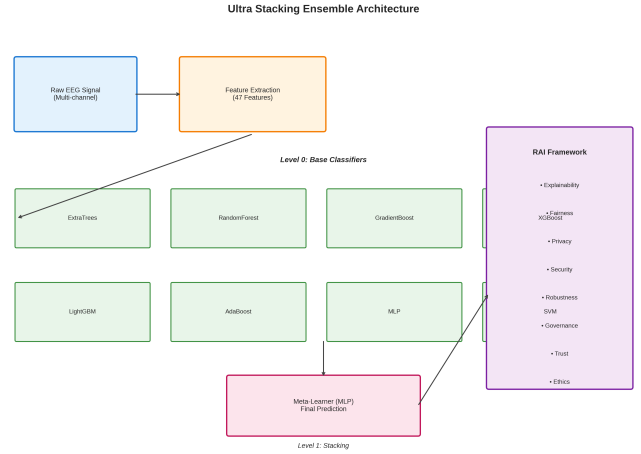 Ultra Stacking Ensemble Architecture
Raw EEG Signal
(Multi-channel)
Feature Extraction
(47 Features)
Level 0: Base Classifiers
ExtraTrees
RandomForest
GradientBoost
XGBoost
LightGBM
AdaBoost
MLP
SVM
RAI Framework
• Explainability
• Fairness
• Privacy
• Security
• Robustness
• Governance
• Trust
• Ethics
Meta-Learner (MLP)
Final Prediction
Level 1: Stacking